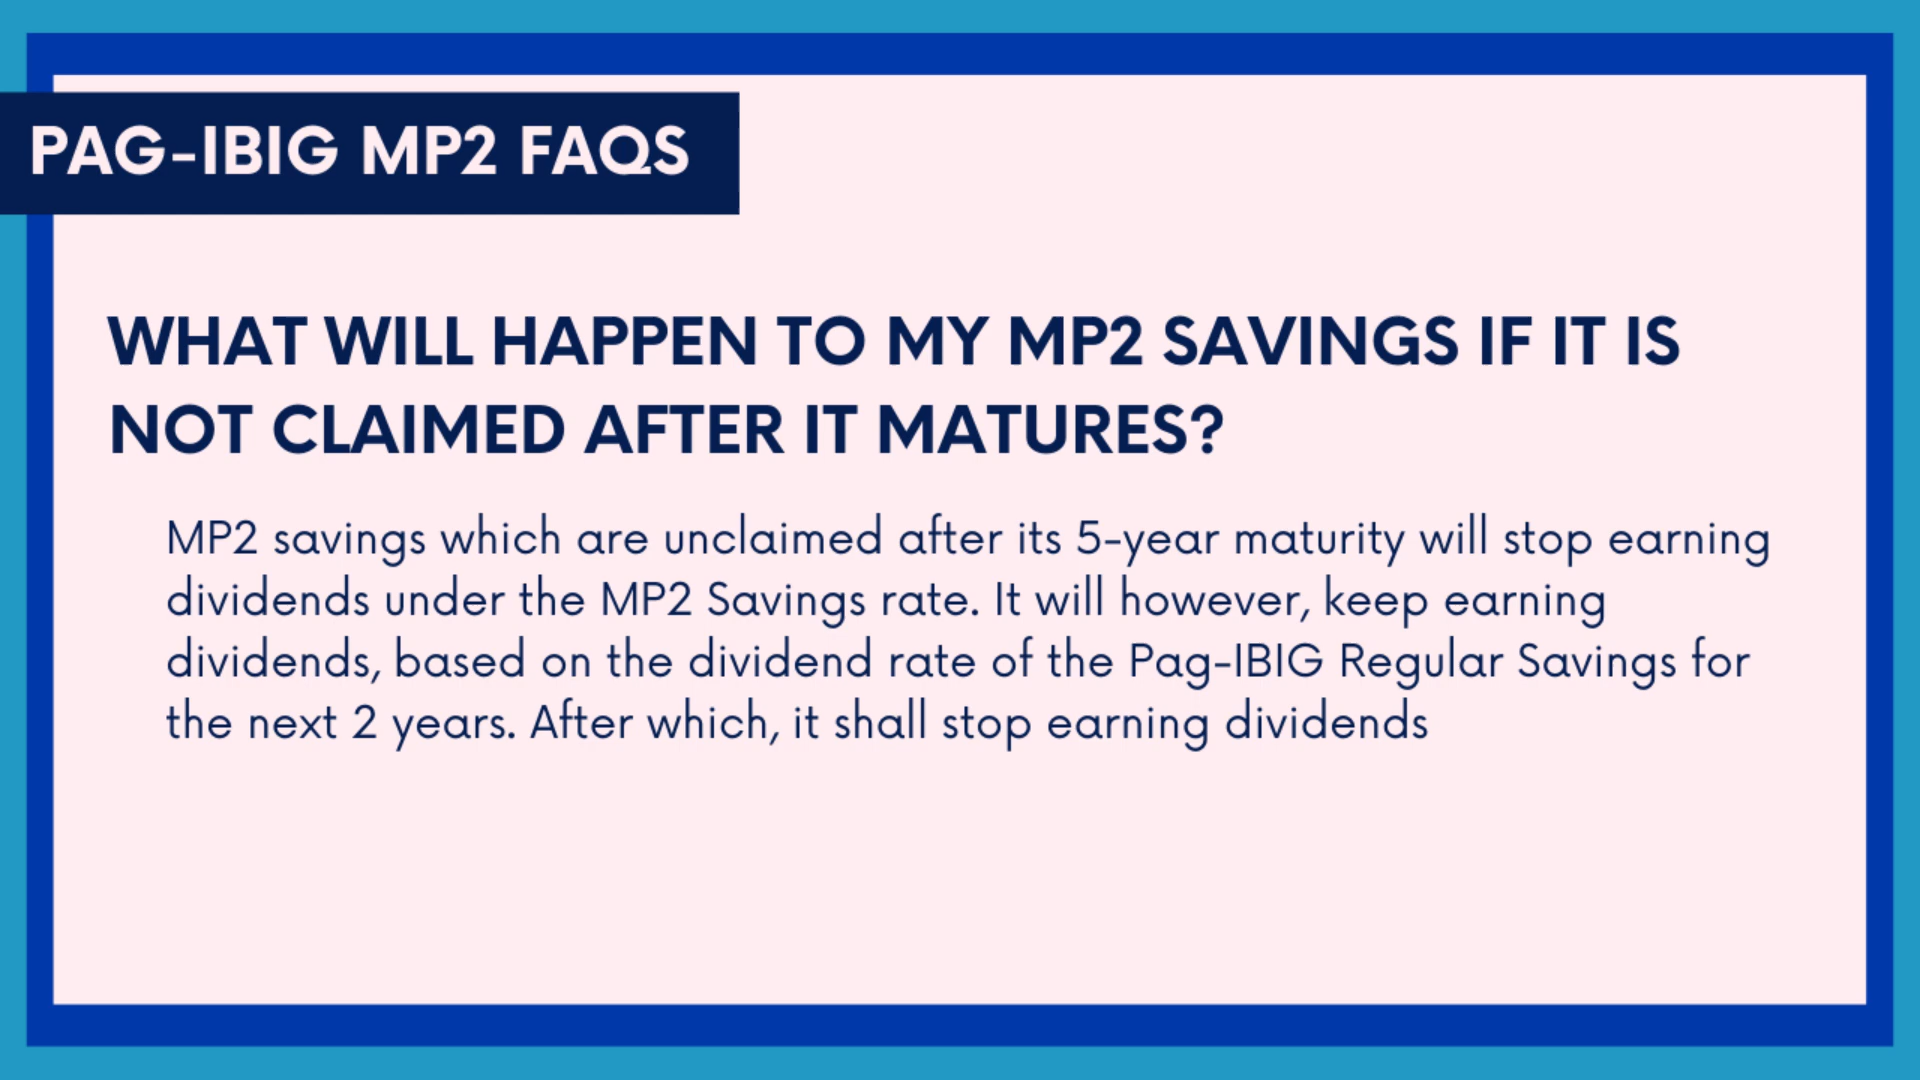 PAG-IBIG MP2 FAQS
WHAT WILL HAPPEN TO MY MP2 SAVINGS IF IT IS
NOT CLAIMED AFTER IT MATURES?
MP2 savings which are unclaimed after its 5-year maturity will stop earning
dividends under the MP2 Savings rate. It will however, keep earning
dividends, based on the dividend rate of the Pag-IBIG Regular Savings for
the next 2 years. After which, it shall stop earning dividends